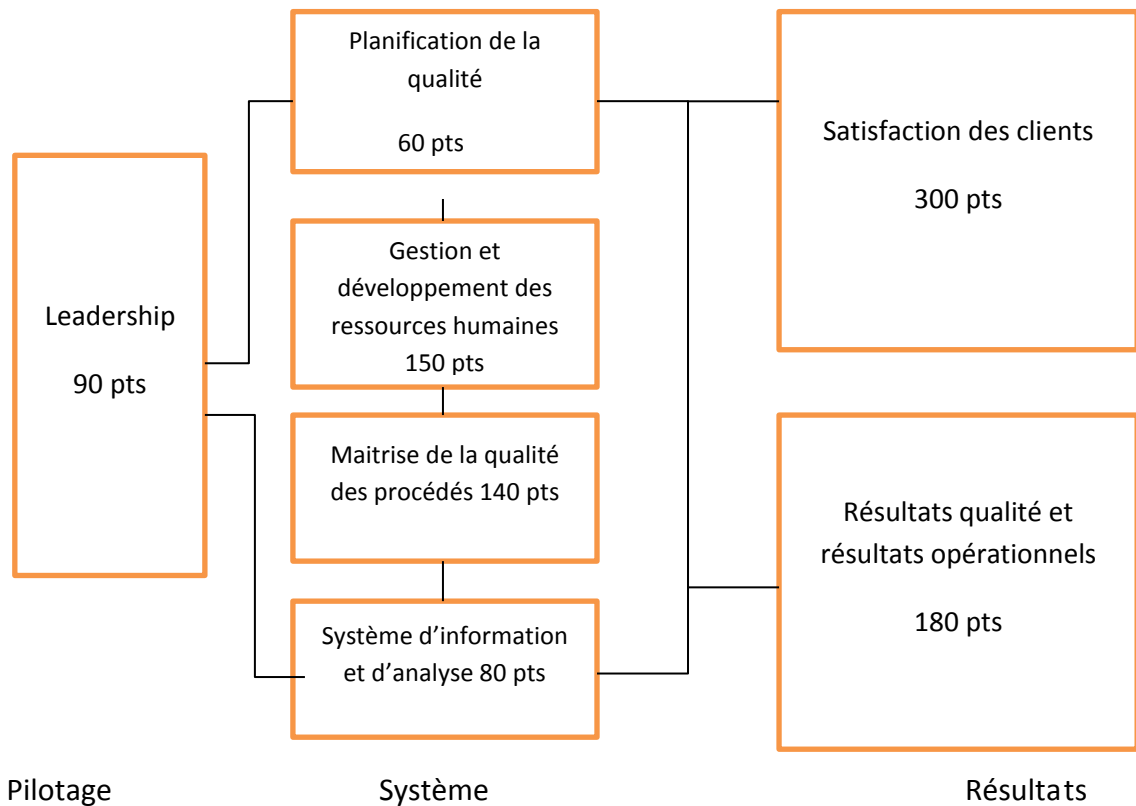 Planification de la
qualité
60 pts
Satisfaction des clients
300 pts
Leadership
90 pts
Gestion et
développement des
ressources humaines
150 pts
Maitrise de la qualité
des procédés 140 pts
Résultats qualité et
résultats opérationnels
180 pts
Système d’information
et d’analyse 80 pts
Pilotage
Système
Résultats